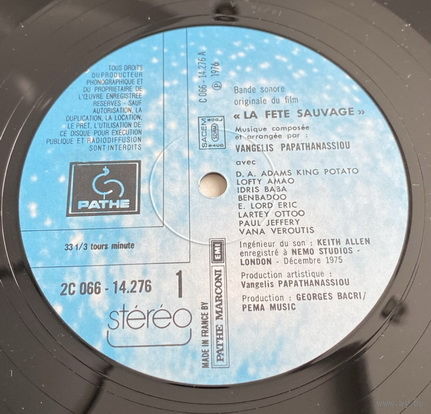 TOUS DROITS
DU PRODUCTEUR
PHONOGRAPHIQUE ET
DU PROPRIETAIRE DE
L'ŒUVRE ENREGISTREE
RESERVES - SAUF
AUTORISATION, LA
DUPLICATION, LA LOCATION,
LE PRET, L'UTILISATION DE
CE DISQUE POUR EXECUTION
PUBLIQUE ET RADIODIFFUSION
SONT INTERDITS
PATHE
33 1/3 tours minute
2C 066 - 14.276
1
stéréo
C 066 - 14.276 A
℗ 1976
SACEM
MADE IN FRANCE BY
PATHE MARCONI EMI
Bande sonore
originale du film
« LA FETE SAUVAGE »
Musique composée
et arrangée par :
VANGELIS PAPATHANASSIOU
avec
D. A. ADAMS KING POTATO
LOFTY AMAO
IDRIS BABA
BENBADOO
E. LORD ERIC
LARTEY OTTOO
PAUL JEFFERY
VANA VEROUTIS
Ingénieur du son : KEITH ALLEN
enregistré à NEMO STUDIOS -
LONDON - Décembre 1975
Production artistique :
Vangelis PAPATHANASSIOU
Production : GEORGES BACRI/
PEMA MUSIC